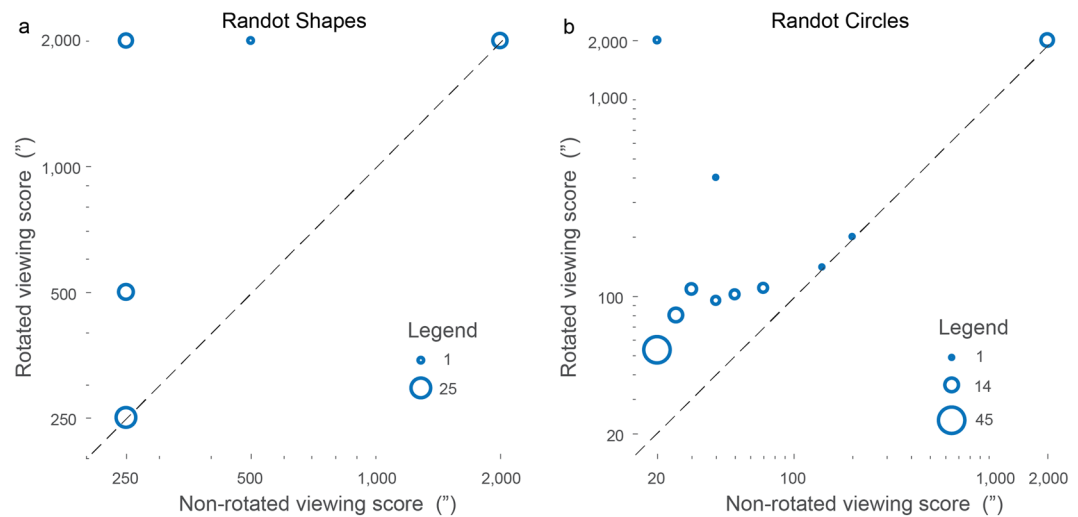 a
Randot Shapes
2,000
1,000
500
250
Rotated viewing score (”)
250
500
1,000
2,000
Non-rotated viewing score (”)
Legend
1
25
b
Randot Circles
2,000
1,000
100
20
Rotated viewing score (”)
20
100
1,000
2,000
Non-rotated viewing score (”)
Legend
1
14
45